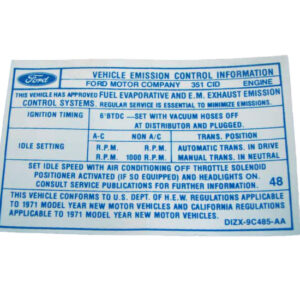 Ford
VEHICLE EMISSION CONTROL INFORMATION
FORD MOTOR COMPANY 351 CID ENGINE
THIS VEHICLE HAS APPROVED FUEL EVAPORATIVE AND E.M. EXHAUST EMISSION
CONTROL SYSTEMS. REGULAR SERVICE IS ESSENTIAL TO MINIMIZE EMISSIONS.
IGNITION TIMING 6°BTDC —SET WITH VACUUM HOSES OFF
AT DISTRIBUTOR AND PLUGGED.
A-C NON A/C TRANS. POSITION
IDLE SETTING R.P.M. R.P.M. AUTOMATIC TRANS. IN DRIVE
R.P.M. 1000 R.P.M. MANUAL TRANS. IN NEUTRAL
SET IDLE SPEED WITH AIR CONDITIONING OFF THROTTLE SOLENOID
POSITIONER ACTIVATED (IF SO EQUIPPED) AND HEADLIGHTS ON.
CONSULT SERVICE PUBLICATIONS FOR FURTHER INFORMATION. 48
THIS VEHICLE CONFORMS TO U.S. DEPT. OF H.E.W. REGULATIONS APPLICABLE
TO 1971 MODEL YEAR NEW MOTOR VEHICLES AND CALIFORNIA REGULATIONS
APPLICABLE TO 1971 MODEL YEAR NEW MOTOR VEHICLES.
DIZX-9C485-AA